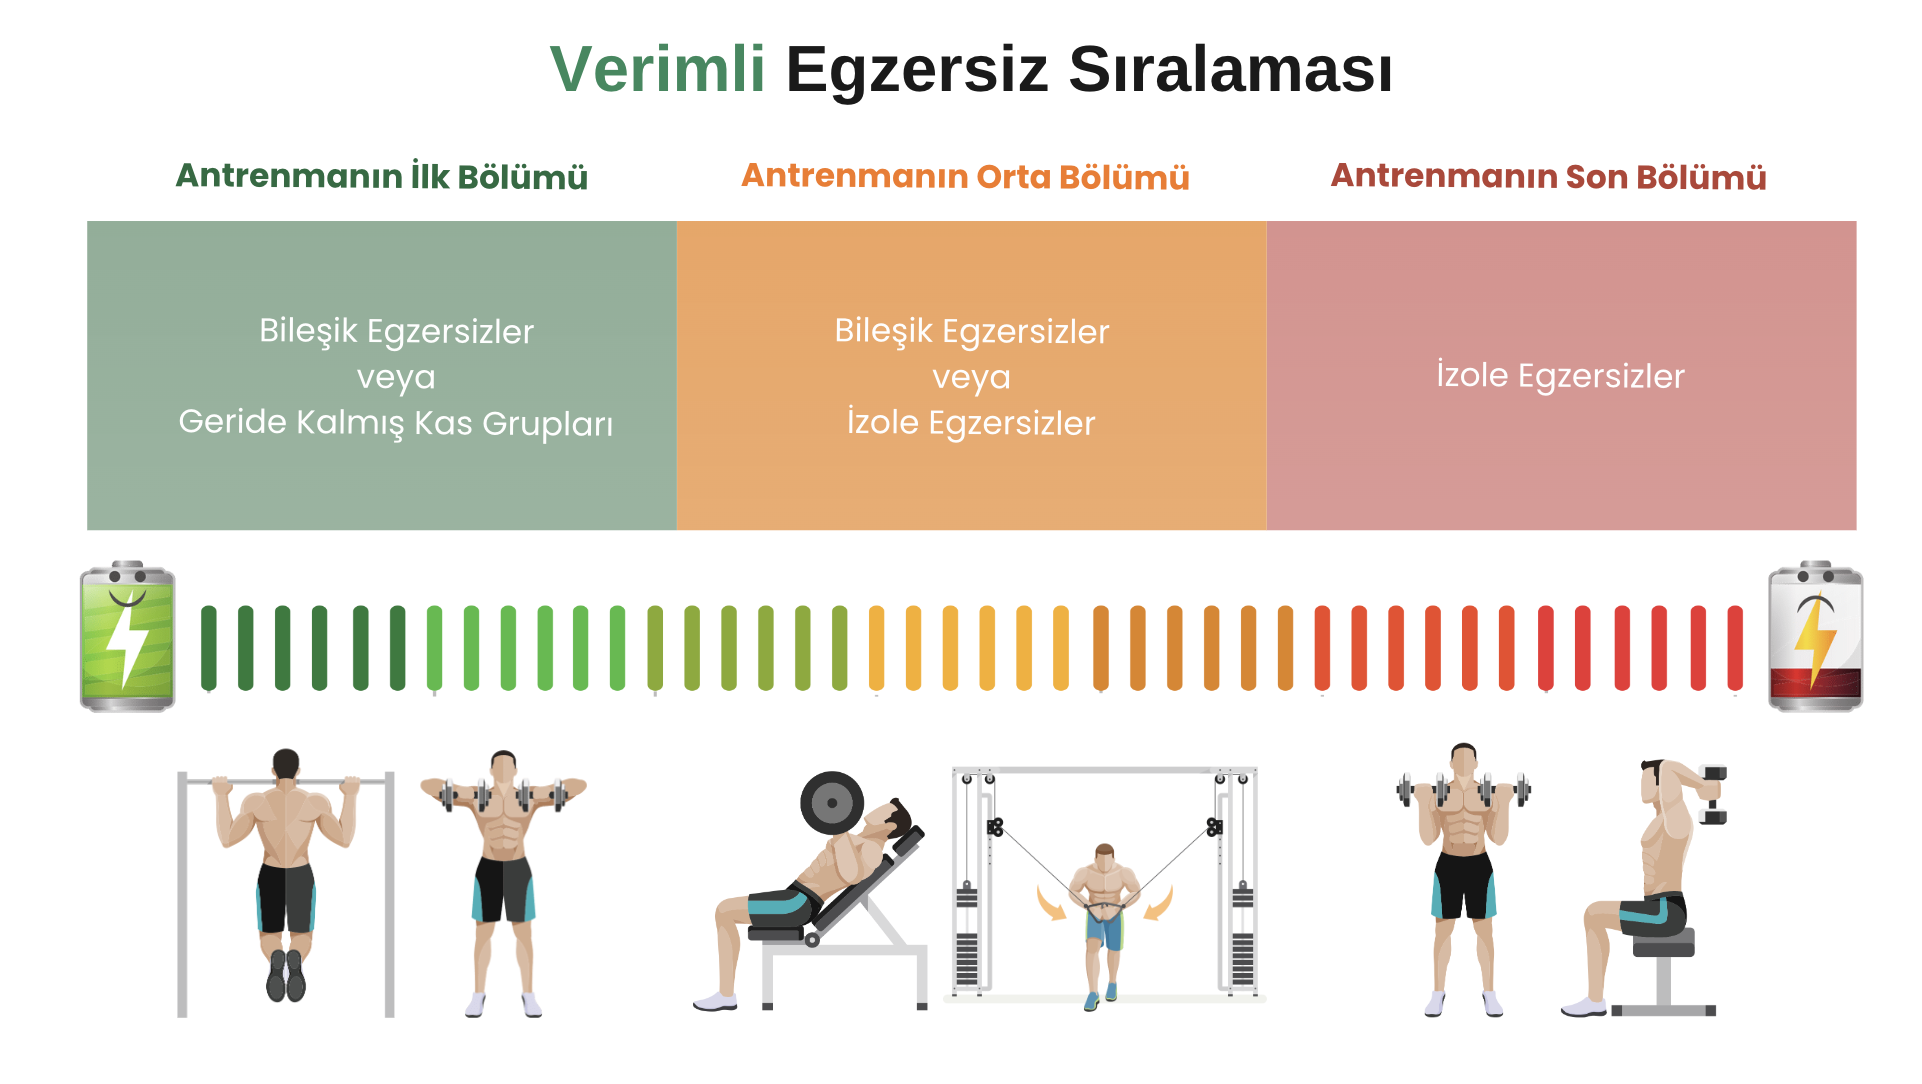 Verimli Egzersiz Sıralaması
Antrenmanın İlk Bölümü
Antrenmanın Orta Bölümü
Antrenmanın Son Bölümü
Bileşik Egzersizler
veya
Geride Kalmış Kas Grupları
Bileşik Egzersizler
veya
İzole Egzersizler
İzole Egzersizler